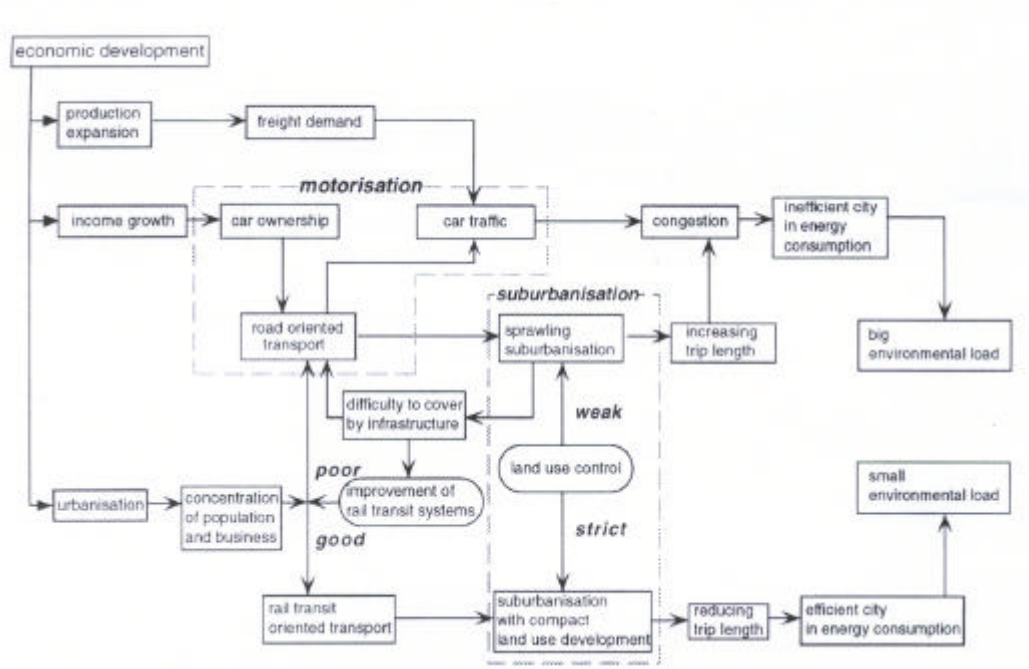 economic development
production
expansion
freight demand
motorisation
income growth
car ownership
car traffic
congestion
inefficient city
in energy
consumption
suburbanisation
road oriented
transport
sprawling
suburbanisation
increasing
trip length
big
environmental load
difficulty to cover
by infrastructure
weak
land use control
poor
improvement of
rail transit systems
good
strict
urbanisation
concentration
of population
and business
small
environmental load
rail transit
oriented transport
suburbanisation
with compact
land use development
reducing
trip length
efficient city
in energy consumption